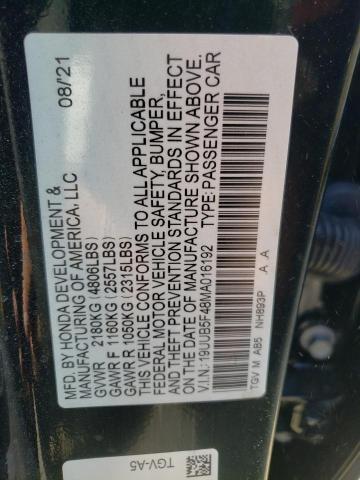 MFD. BY HONDA DEVELOPMENT &
MANUFACTURING OF AMERICA, LLC
08/'21
GVWR 2180KG (4806LBS)
GAWR F 1160KG (2557LBS)
GAWR R 1050KG (2315LBS)
THIS VEHICLE CONFORMS TO ALL APPLICABLE
FEDERAL MOTOR VEHICLE SAFETY, BUMPER,
AND THEFT PREVENTION STANDARDS IN EFFECT
ON THE DATE OF MANUFACTURE SHOWN ABOVE.
V.I.N.: 19UUB5F48MA016192 TYPE: PASSENGER CAR
TGV M AB5 NH893P .A .A
TGV-A5